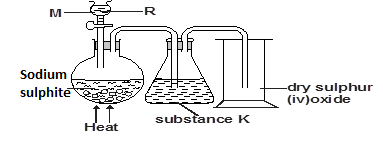 M
R
Sodium
sulphite
Heat
substance K
dry sulphur
(iv)oxide